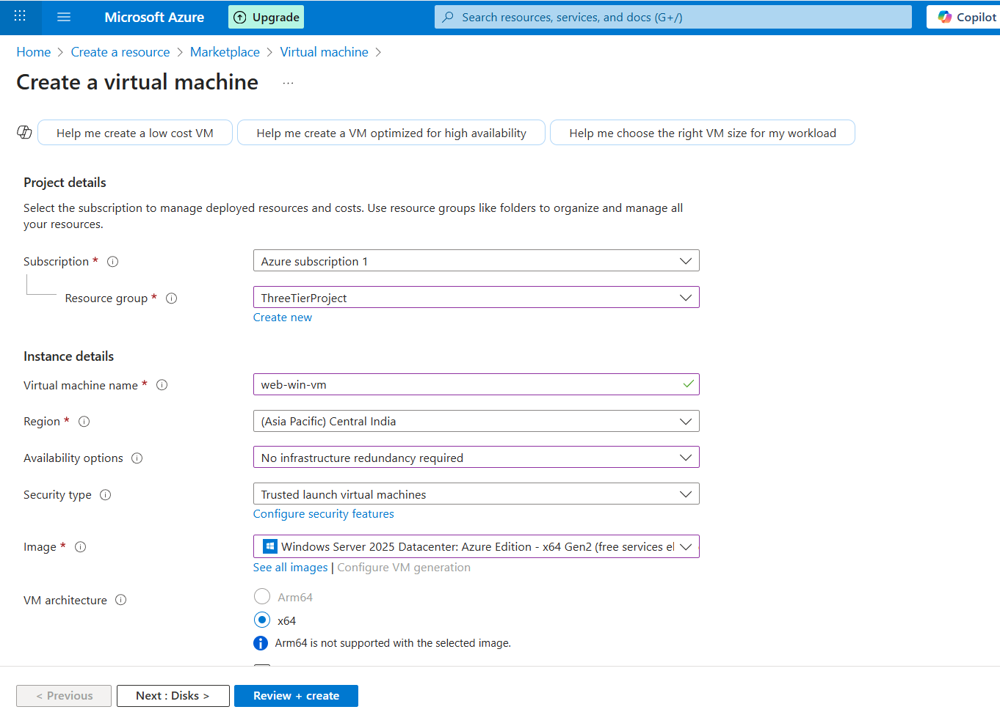 Microsoft Azure
Upgrade
Search resources, services, and docs (G+/)
Copilot
Home > Create a resource > Marketplace > Virtual machine >
Create a virtual machine ...
Help me create a low cost VM
Help me create a VM optimized for high availability
Help me choose the right VM size for my workload
Project details
Select the subscription to manage deployed resources and costs. Use resource groups like folders to organize and manage all
your resources.
Subscription *
Azure subscription 1
Resource group *
ThreeTierProject
Create new
Instance details
Virtual machine name *
web-win-vm
Region *
(Asia Pacific) Central India
Availability options
No infrastructure redundancy required
Security type
Trusted launch virtual machines
Configure security features
Image *
Windows Server 2025 Datacenter: Azure Edition - x64 Gen2 (free services el
See all images | Configure VM generation
VM architecture
Arm64
x64
Arm64 is not supported with the selected image.
< Previous
Next : Disks >
Review + create